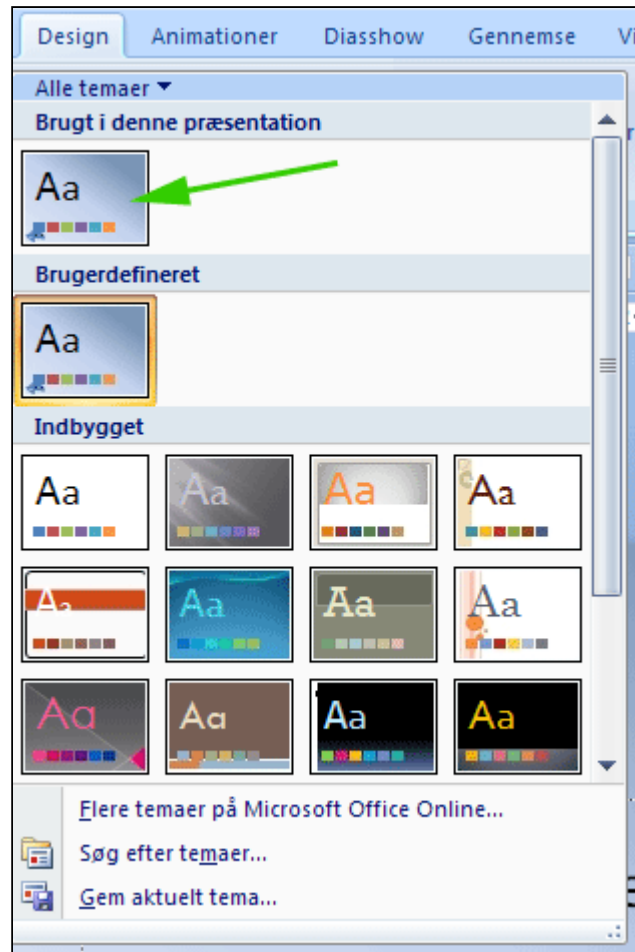 Design Animationer Diasshow Gennemse
Alle temaer
Brugt i denne præsentation
Aa
Brugerdefineret
Aa
Indbygget
Aa Aa Aa Aa
Aa Aa Aa Aa
Aa Aa Aa Aa
Flere temaer på Microsoft Office Online...
Søg efter temaer...
Gem aktuelt tema...